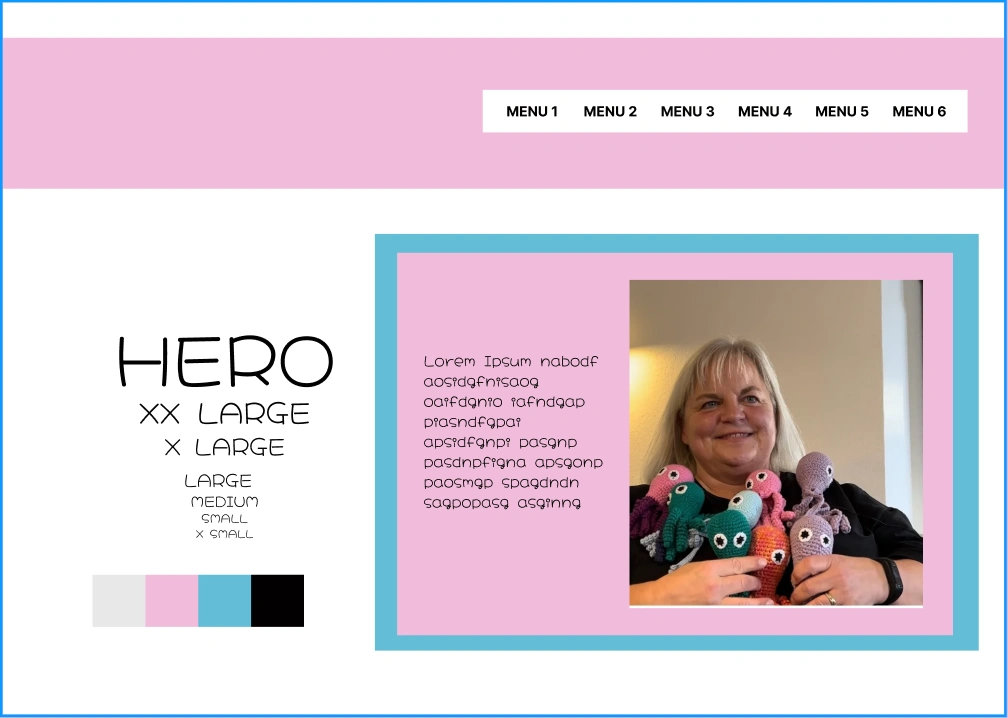 MENU 1 MENU 2 MENU 3 MENU 4 MENU 5 MENU 6
HERO
XX LARGE
X LARGE
LARGE
MEDIUM
SMALL
X SMALL
Lorem Ipsum nabodf
aosidgfnisaog
oaifdgnio iafndgap
piasndfgpai
apsidfgnpi pasgnp
pasdnpfigna apsgonp
paosmgp spagdndn
sagpopasg asginng